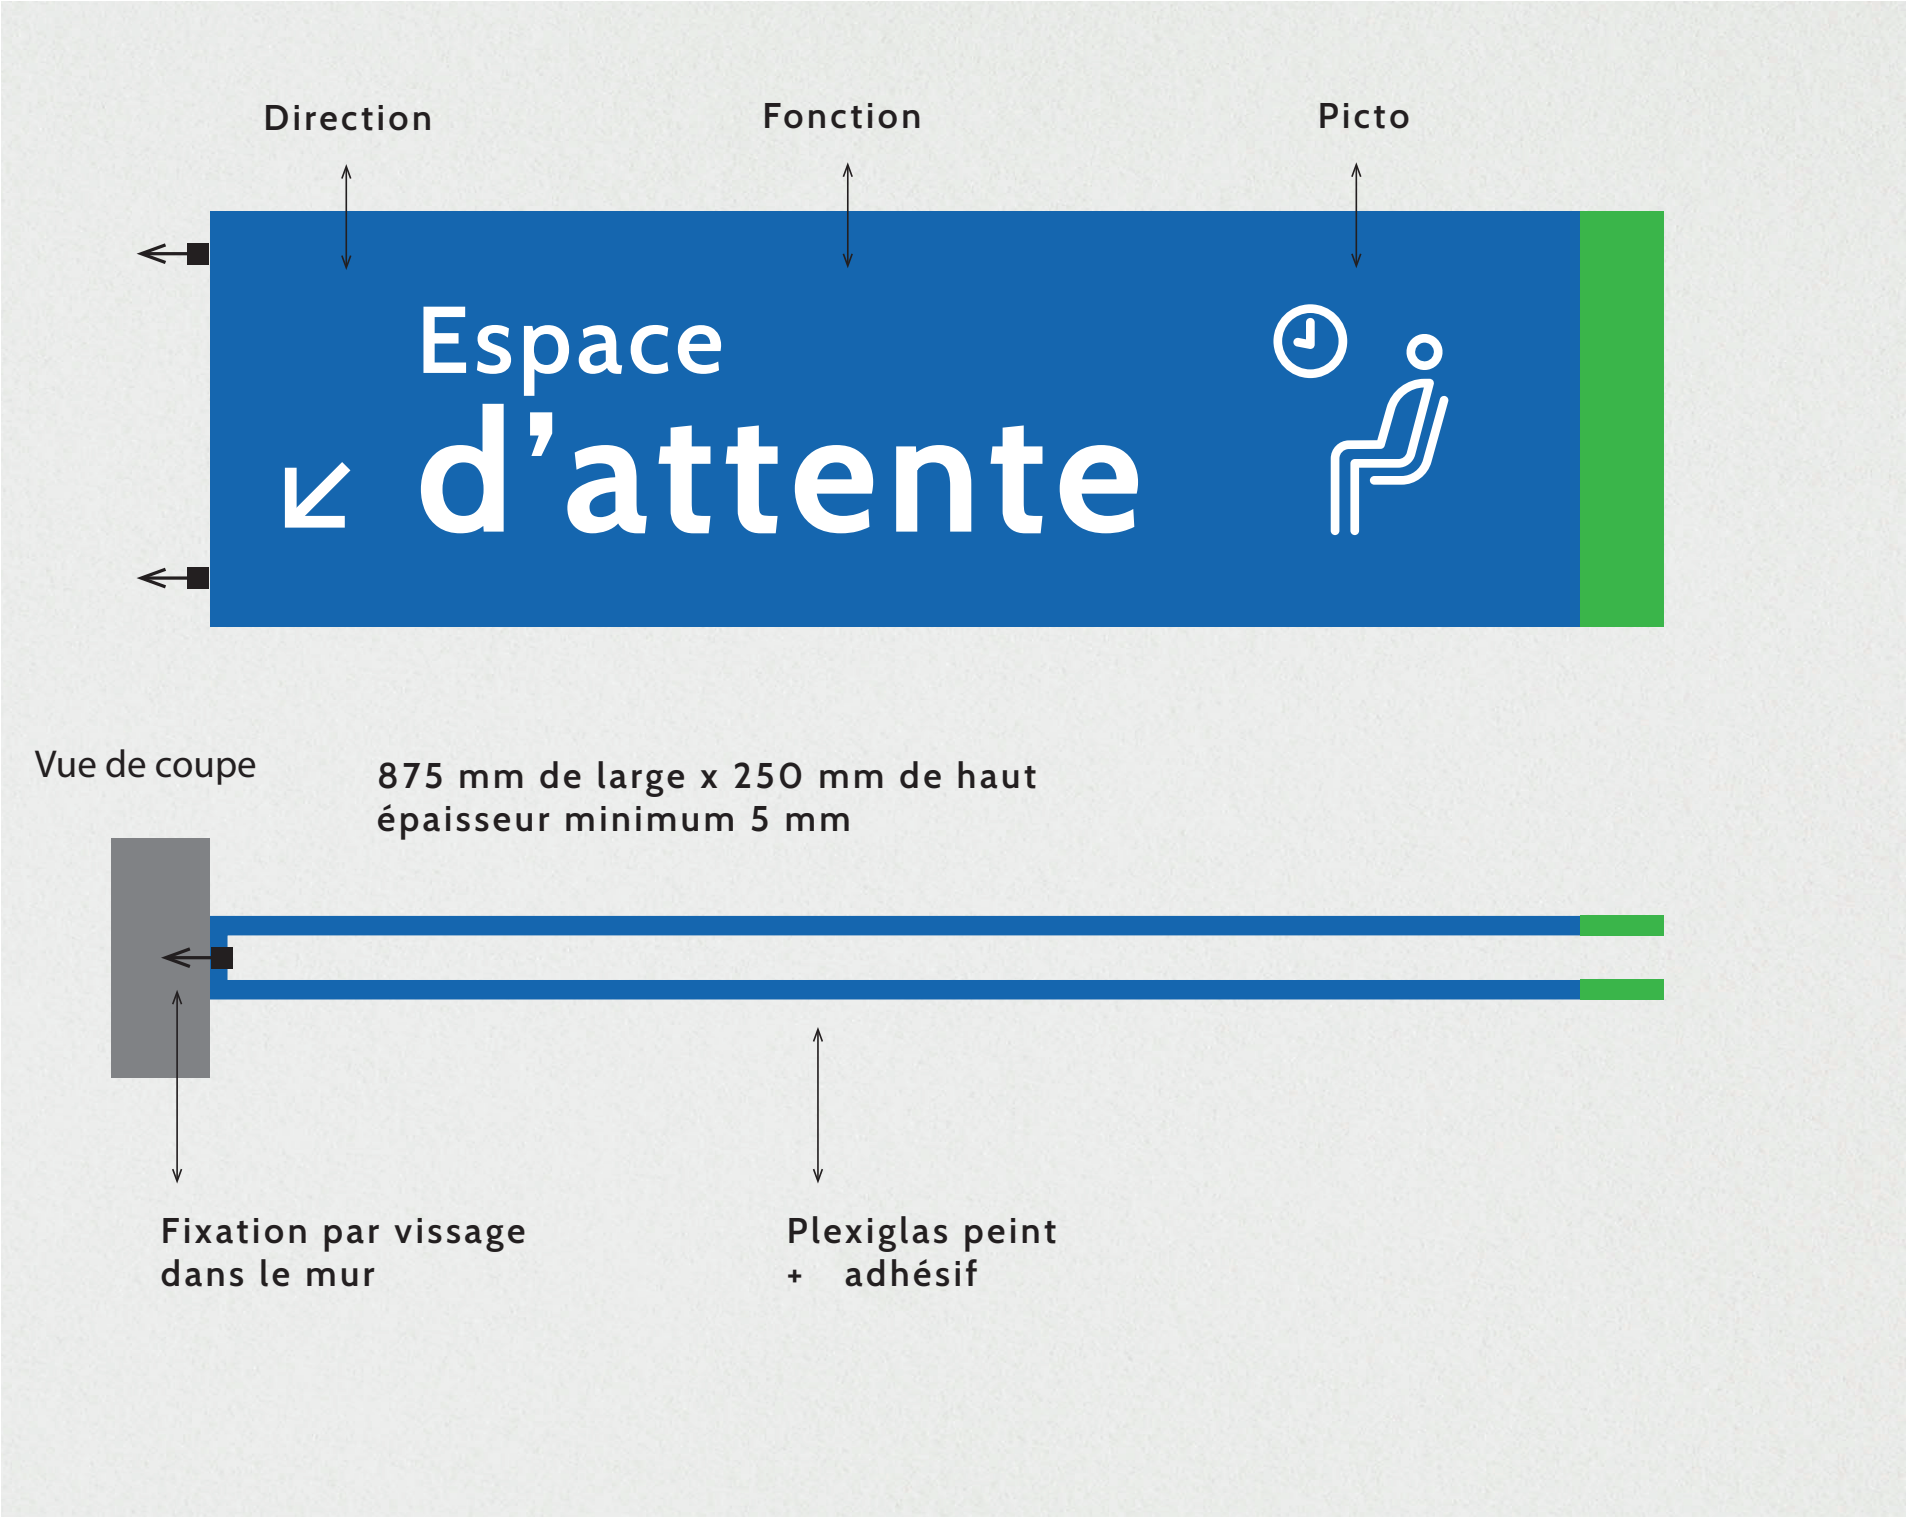 Direction
Fonction
Picto
Espace
d’attente
Vue de coupe
875 mm de large x 250 mm de haut
épaisseur minimum 5 mm
Fixation par vissage
dans le mur
Plexiglas peint
+ adhésif